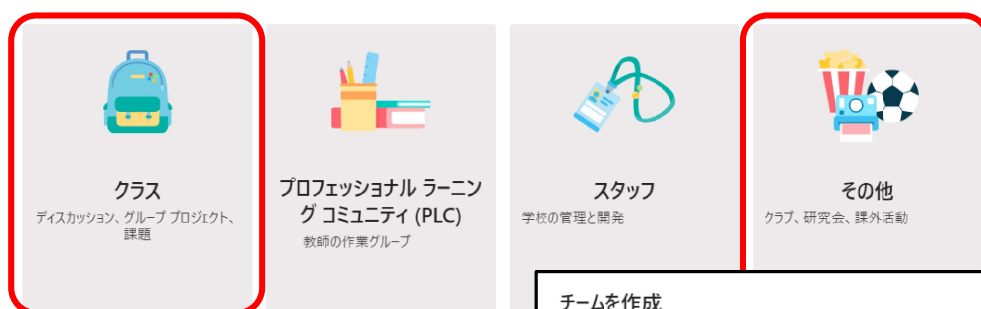 クラス
ディスカッション、グループ プロジェクト、
課題
プロフェッショナル ラーニン
グ コミュニティ (PLC)
教師の作業グループ
スタッフ
学校の管理と開発
その他
クラブ、研究会、課外活動
チームを作成